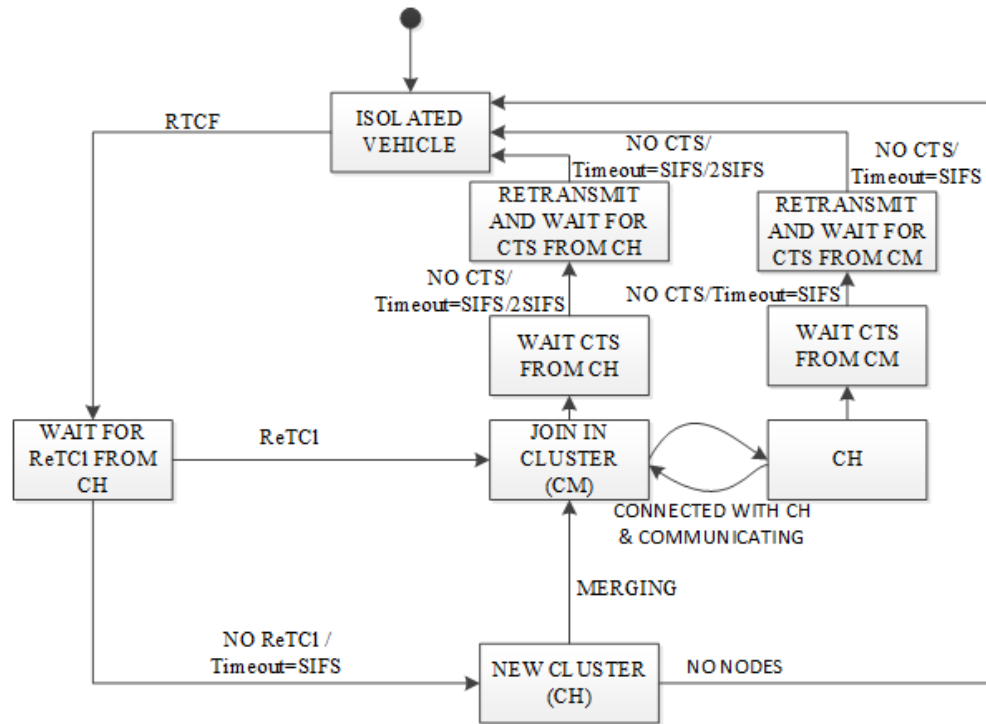 ISOLATED
VEHICLE
RTCF
NO CTS/
Timeout=SIFS/2SIFS
NO CTS/
Timeout=SIFS
RETRANSMIT
AND WAIT FOR
CTS FROM CH
RETRANSMIT
AND WAIT FOR
CTS FROM CM
NO CTS/
Timeout=SIFS/2SIFS
NO CTS/Timeout=SIFS
WAIT CTS
FROM CH
WAIT CTS
FROM CM
WAIT FOR
ReTC1 FROM
CH
ReTC1
JOIN IN
CLUSTER
(CM)
CH
CONNECTED WITH CH
& COMMUNICATING
MERGING
NO ReTC1 /
Timeout=SIFS
NEW CLUSTER
(CH)
NO NODES